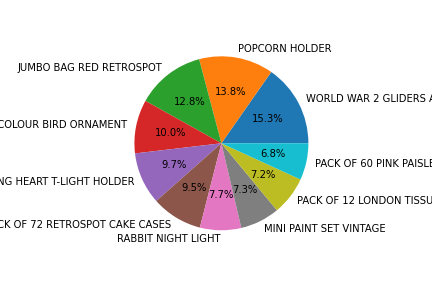 POPCORN HOLDER
JUMBO BAG RED RETROSPOT
WORLD WAR 2 GLIDERS A
COLOUR BIRD ORNAMENT
NG HEART T-LIGHT HOLDER
PACK OF 60 PINK PAISLE
PACK OF 12 LONDON TISSU
CK OF 72 RETROSPOT CAKE CASES
MINI PAINT SET VINTAGE
RABBIT NIGHT LIGHT
13.8%
12.8%
15.3%
10.0%
6.8%
9.7%
7.2%
9.5%
7.7%
7.3%